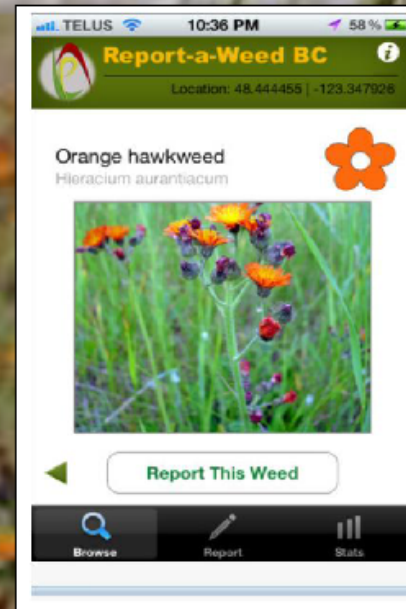 TELUS 10:36 PM 58%
Report-a-Weed BC i
Location: 48.444455 | -123.347926
Orange hawkweed
Hieracium aurantiacum
Report This Weed
Browse Report Stats